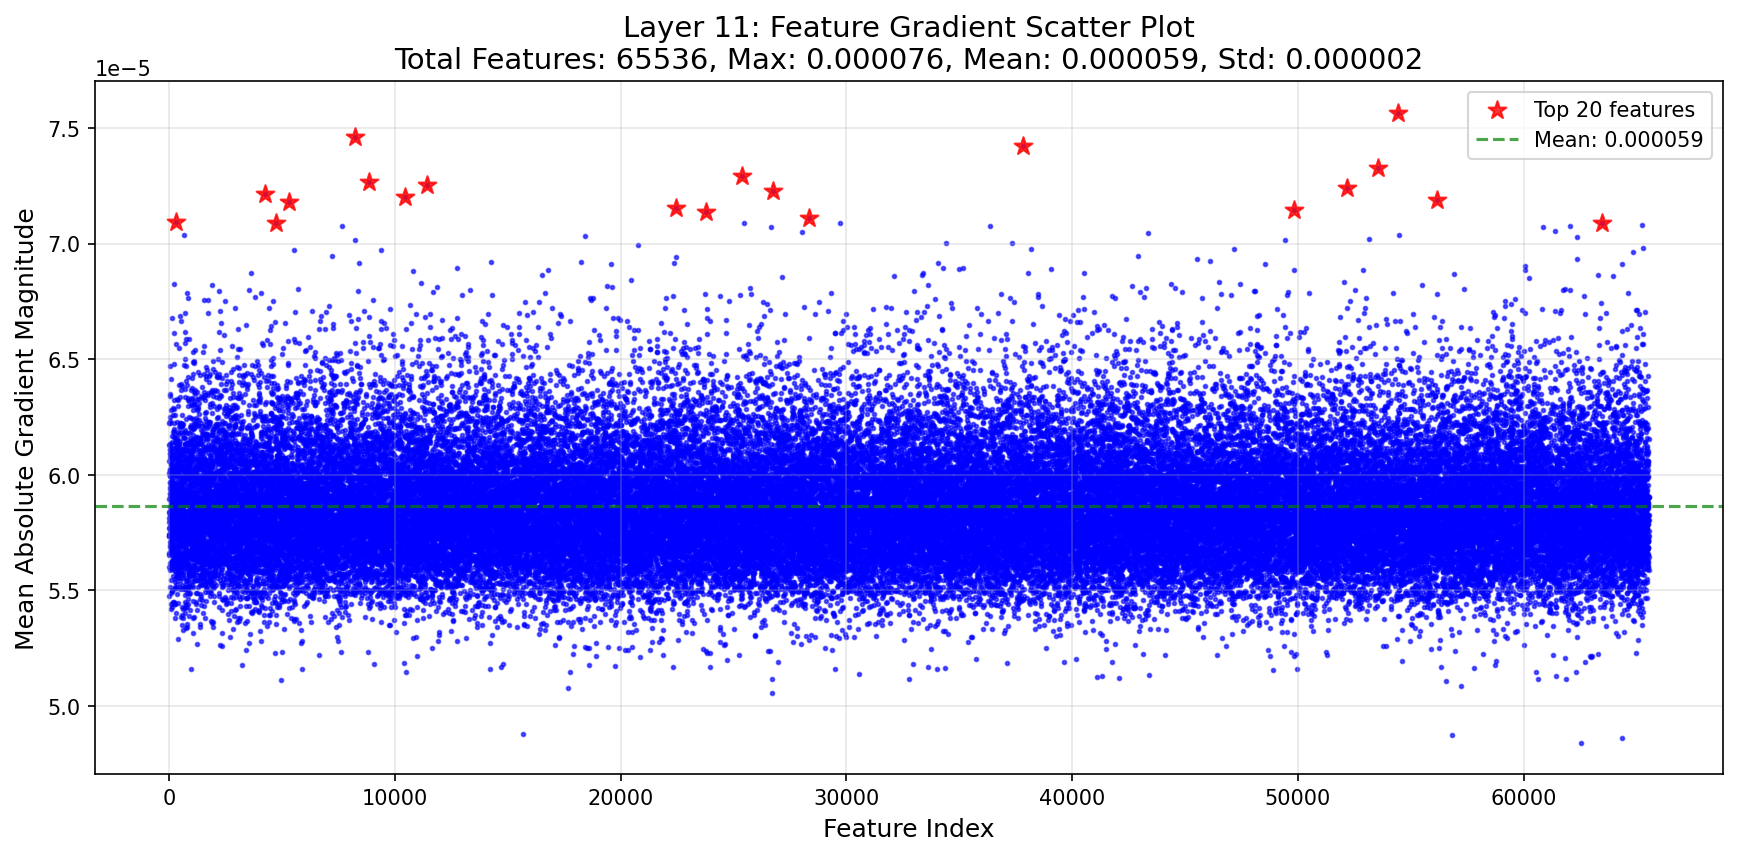 Layer 11: Feature Gradient Scatter Plot
Total Features: 65536, Max: 0.000076, Mean: 0.000059, Std: 0.000002
1e−5
Top 20 features
Mean: 0.000059
7.5
7.0
6.5
6.0
5.5
5.0
Mean Absolute Gradient Magnitude
0
10000
20000
30000
40000
50000
60000
Feature Index